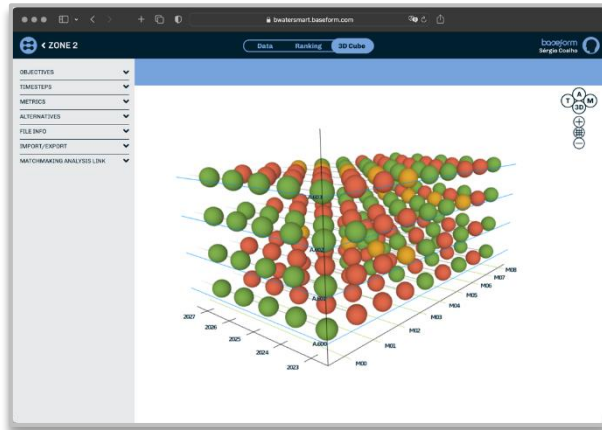 bwatersmart.baseform.com
< ZONE 2
Data
Ranking
3D Cube
baseform
Sérgio Coelho
OBJECTIVES
TIMESTEPS
METRICS
ALTERNATIVES
FILE INFO
IMPORT/EXPORT
MATCHMAKING ANALYSIS LINK
A
T
M
3D
A600
2027
2026
2025
2024
2023
M00
M01
M02
M03
M04
M05
M06
M07
M08